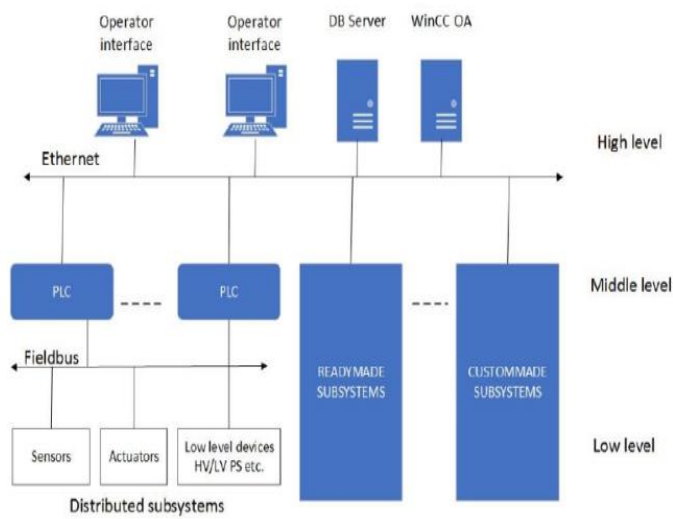 Operator
interface
Operator
interface
DB Server
WinCC OA
High level
Ethernet
PLC
PLC
Middle level
Fieldbus
READYMADE
SUBSYSTEMS
CUSTOMMADE
SUBSYSTEMS
Sensors
Actuators
Low level devices
HV/LV PS etc.
Low level
Distributed subsystems